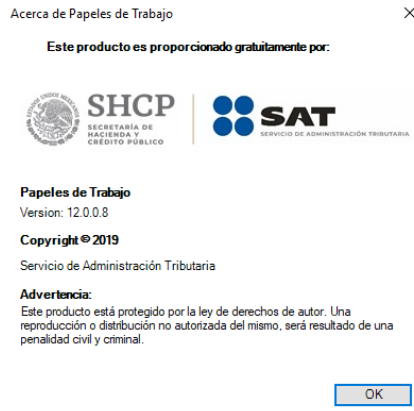 Acerca de Papeles de Trabajo
Este producto es proporcionado gratuitamente por:
SHCP
SECRETARÍA DE
HACIENDA Y
CRÉDITO PÚBLICO
SAT
SERVICIO DE ADMINISTRACIÓN TRIBUTARIA
Papeles de Trabajo
Version: 12.0.0.8
Copyright © 2019
Servicio de Administración Tributaria
Advertencia:
Este producto está protegido por la ley de derechos de autor. Una
reproducción o distribución no autorizada del mismo, será resultado de una
penalidad civil y criminal.
OK